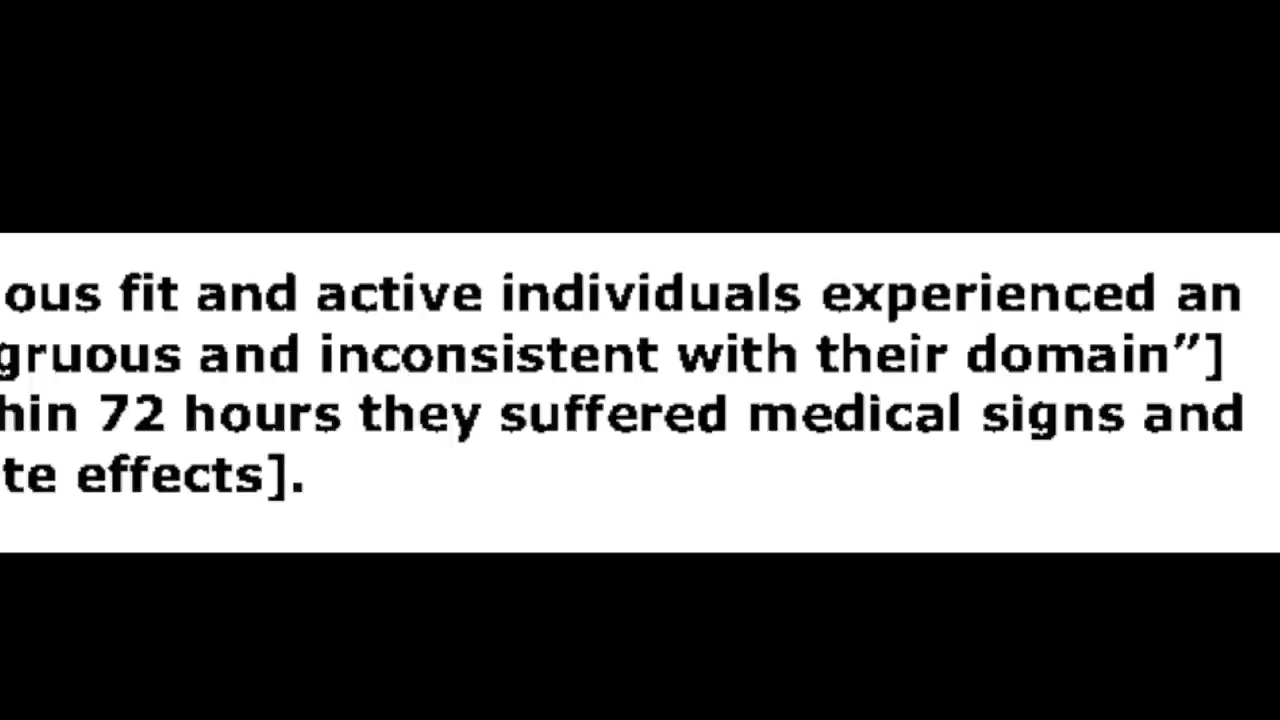 ous fit and active individuals experienced an
gruous and inconsistent with their domain”]
hin 72 hours they suffered medical signs and
te effects].